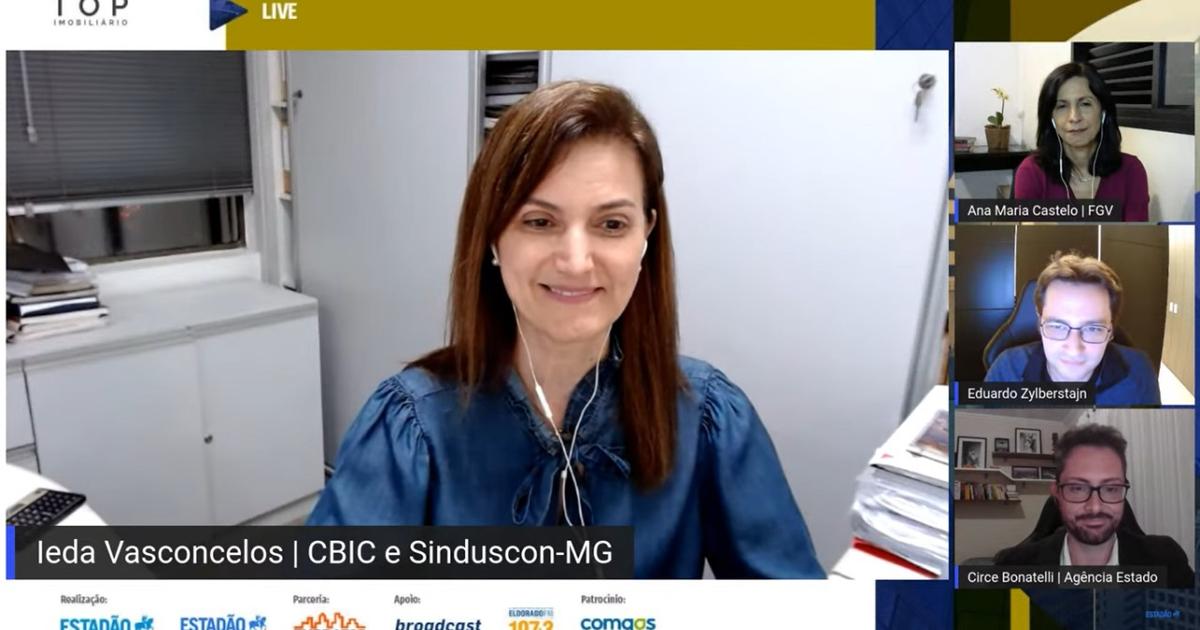 TOP
IMOBILIÁRIO
LIVE
Ana Maria Castelo | FGV
Eduardo Zylberstajn
Ieda Vasconcelos | CBIC e Sinduscon-MG
Circe Bonatelli | Agência Estado
Realização:
Parceria:
Apoio:
Patrocínio:
ESTADÃO
ESTADÃO
broadcast
ELDORADO FM
107.3
comgas
ESTADÃO